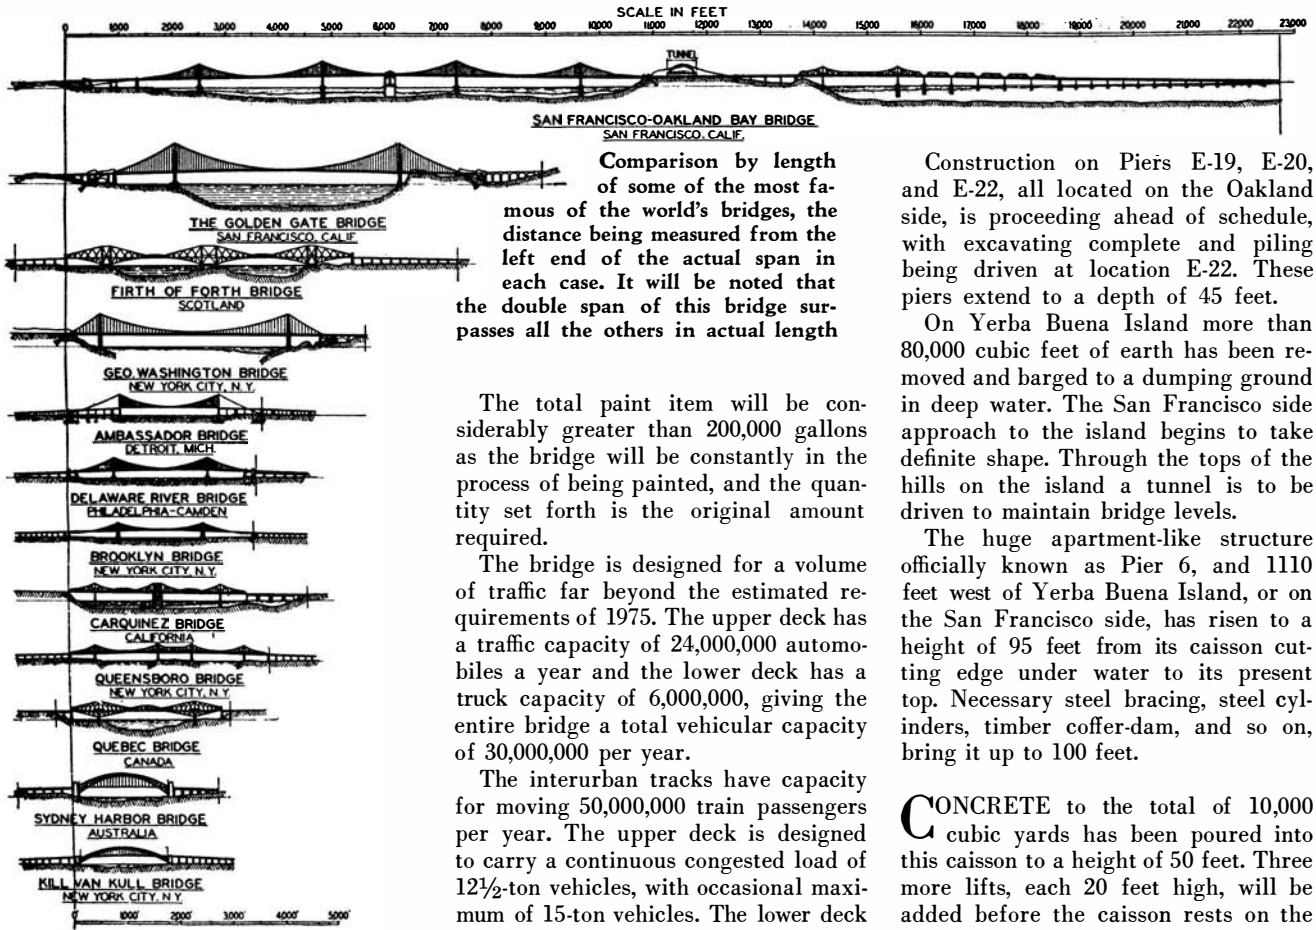 SCALE IN FEET
0 1000 2000 3000 4000 5000 6000 7000 8000 9000 10000 11000 12000 13000 14000 15000 16000 17000 18000 19000 20000 21000 22000 23000
TUNNEL
SAN FRANCISCO-OAKLAND BAY BRIDGE
SAN FRANCISCO, CALIF.
THE GOLDEN GATE BRIDGE
SAN FRANCISCO, CALIF
FIRTH OF FORTH BRIDGE
SCOTLAND
GEO. WASHINGTON BRIDGE
NEW YORK CITY, N.Y.
AMBASSADOR BRIDGE
DETROIT, MICH.
DELAWARE RIVER BRIDGE
PHILADELPHIA-CAMDEN
BROOKLYN BRIDGE
NEW YORK CITY, N.Y.
CARQUINEZ BRIDGE
CALIFORNIA
QUEENSBORO BRIDGE
NEW YORK CITY, N.Y
QUEBEC BRIDGE
CANADA
SYDNEY HARBOR BRIDGE
AUSTRALIA
KILL VAN KULL BRIDGE
NEW YORK CITY, N.Y.
0 1000 2000 3000 4000 5000
Comparison by length
of some of the most fa-
mous of the world's bridges, the
distance being measured from the
left end of the actual span in
each case. It will be noted that
the double span of this bridge sur-
passes all the others in actual length
The total paint item will be con-
siderably greater than 200,000 gallons
as the bridge will be constantly in the
process of being painted, and the quan-
tity set forth is the original amount
required.
The bridge is designed for a volume
of traffic far beyond the estimated re-
quirements of 1975. The upper deck has
a traffic capacity of 24,000,000 automo-
biles a year and the lower deck has a
truck capacity of 6,000,000, giving the
entire bridge a total vehicular capacity
of 30,000,000 per year.
The interurban tracks have capacity
for moving 50,000,000 train passengers
per year. The upper deck is designed
to carry a continuous congested load of
12½-ton vehicles, with occasional maxi-
mum of 15-ton vehicles. The lower deck
Construction on Piers E-19, E-20,
and E-22, all located on the Oakland
side, is proceeding ahead of schedule,
with excavating complete and piling
being driven at location E-22. These
piers extend to a depth of 45 feet.
On Yerba Buena Island more than
80,000 cubic feet of earth has been re-
moved and barged to a dumping ground
in deep water. The San Francisco side
approach to the island begins to take
definite shape. Through the tops of the
hills on the island a tunnel is to be
driven to maintain bridge levels.
The huge apartment-like structure
officially known as Pier 6, and 1110
feet west of Yerba Buena Island, or on
the San Francisco side, has risen to a
height of 95 feet from its caisson cut-
ting edge under water to its present
top. Necessary steel bracing, steel cyl-
inders, timber coffer-dam, and so on,
bring it up to 100 feet.
CONCRETE to the total of 10,000
cubic yards has been poured into
this caisson to a height of 50 feet. Three
more lifts, each 20 feet high, will be
added before the caisson rests on the